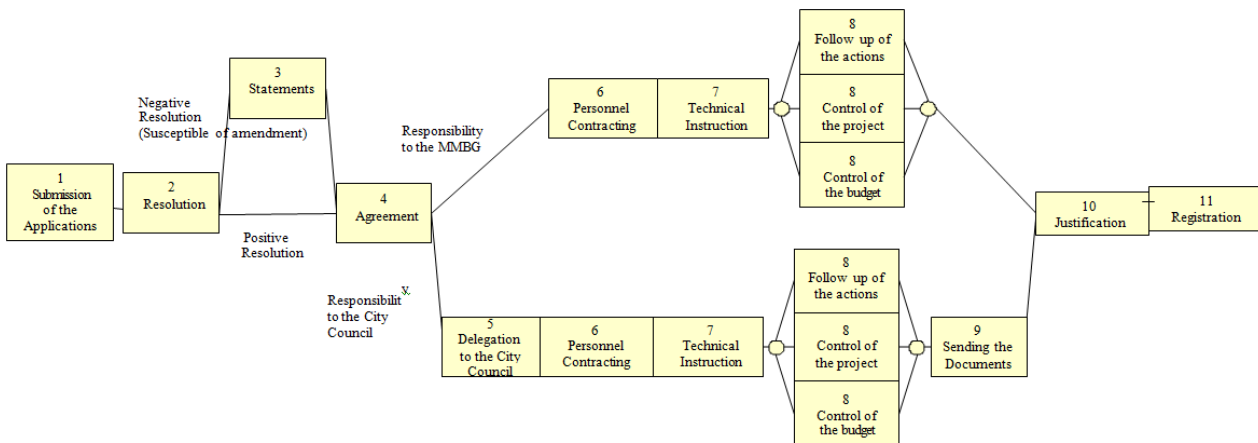 1
Submission
of the
Applications
2
Resolution
Negative
Resolution
(Susceptible of amendment)
3
Statements
Positive
Resolution
4
Agreement
Responsibility
to the MMBG
6
Personnel
Contracting
7
Technical
Instruction
8
Follow up of
the actions
8
Control of
the project
8
Control of
the budget
Responsibility
to the City
Council
5
Delegation
to the City
Council
6
Personnel
Contracting
7
Technical
Instruction
8
Follow up of
the actions
8
Control of
the project
8
Control of
the budget
9
Sending the
Documents
10
Justification
11
Registration